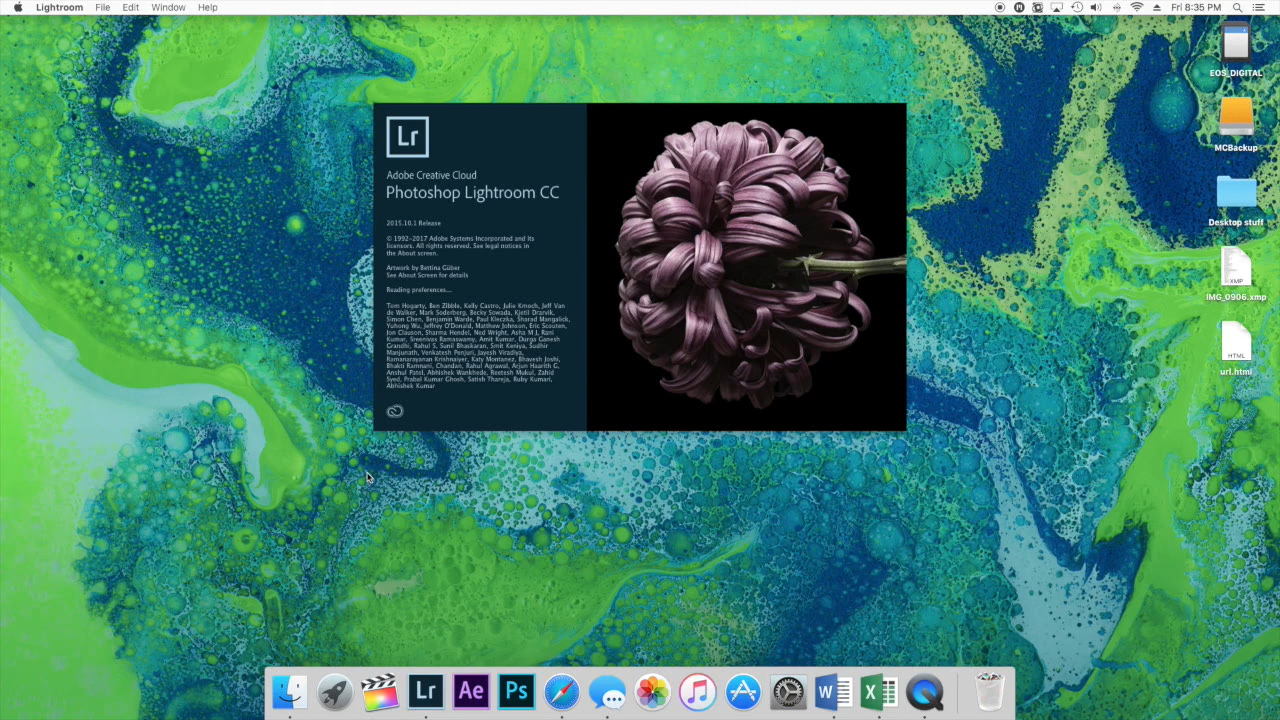 Lightroom File Edit Window Help Fri 8:35 PM
EOS_DIGITAL
MCBackup
Desktop stuff
XMP
IMG_0906.xmp
HTML
url.html
Lr
Adobe Creative Cloud
Photoshop Lightroom CC
2015.10.1 Release
© 1992-2017 Adobe Systems Incorporated and its
licensors. All rights reserved. See legal notices in
the About screen.
Artwork by Bettina Güber
See About Screen for details
Reading preferences...
Tom Hogarty, Ben Zibble, Kelly Castro, Julie Kmoch, Jeff Van
de Walker, Mark Soderberg, Becky Sowada, Kjetil Drarvik,
Simon Chen, Benjamin Warde, Paul Kleczka, Sharad Mangalick,
Yuhong Wu, Jeffrey O'Donald, Matthew Johnson, Eric Scouten,
Jon Clauson, Sharma Hendel, Ned Wright, Asha M J, Rani
Kumar, Sreenivas Ramaswamy, Amit Kumar, Durga Ganesh
Grandhi, Rahul S, Sunil Bhaskaran, Smit Keniya, Sudhir
Manjunath, Venkatesh Penjuri, Jayesh Viradiya,
Ramanarayanan Krishnaiyer, Katy Montanez, Bhavesh Joshi,
Bhakti Ramnani, Chandan, Rahul Agrawal, Arjun Haarith G,
Anshul Patel, Abhishek Wankhede, Reetesh Mukul, Zahid
Syed, Prabal Kumar Ghosh, Satish Thareja, Ruby Kumari,
Abhishek Kumar
Lr Ae Ps W X